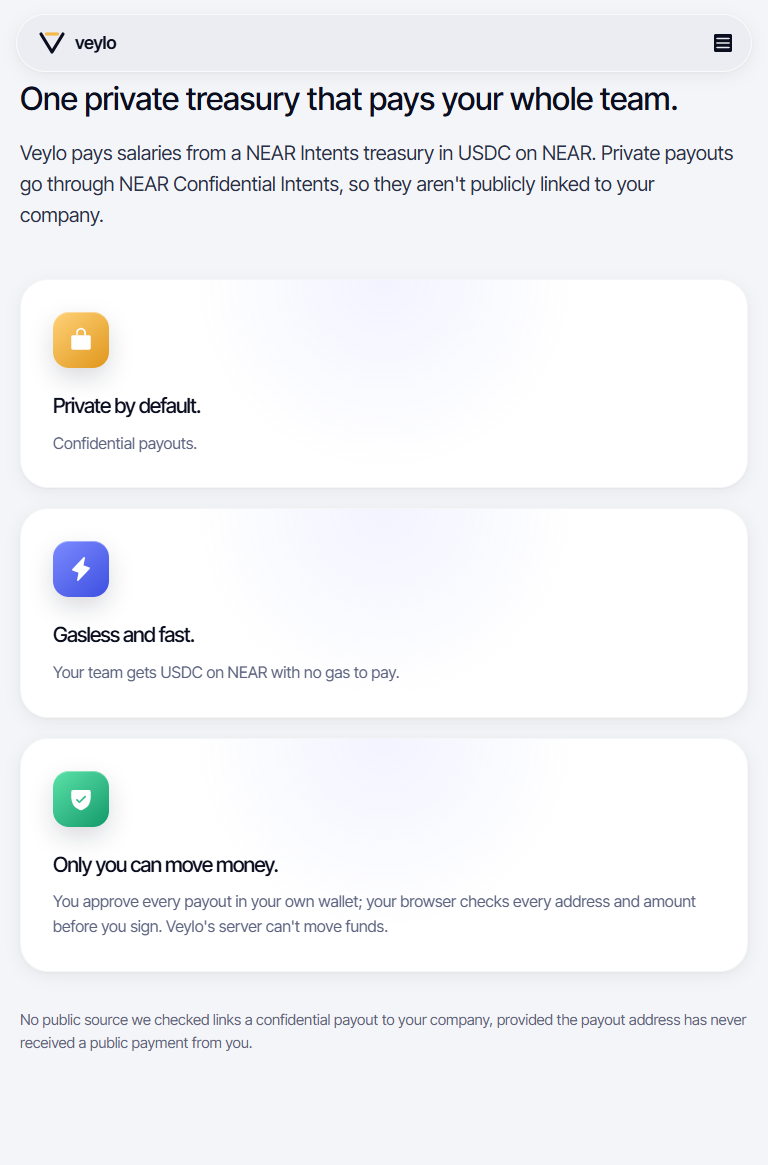 veylo
One private treasury that pays your whole team.
Veylo pays salaries from a NEAR Intents treasury in USDC on NEAR. Private payouts
go through NEAR Confidential Intents, so they aren't publicly linked to your
company.
Private by default.
Confidential payouts.
Gasless and fast.
Your team gets USDC on NEAR with no gas to pay.
Only you can move money.
You approve every payout in your own wallet; your browser checks every address and amount
before you sign. Veylo's server can't move funds.
No public source we checked links a confidential payout to your company, provided the payout address has never
received a public payment from you.